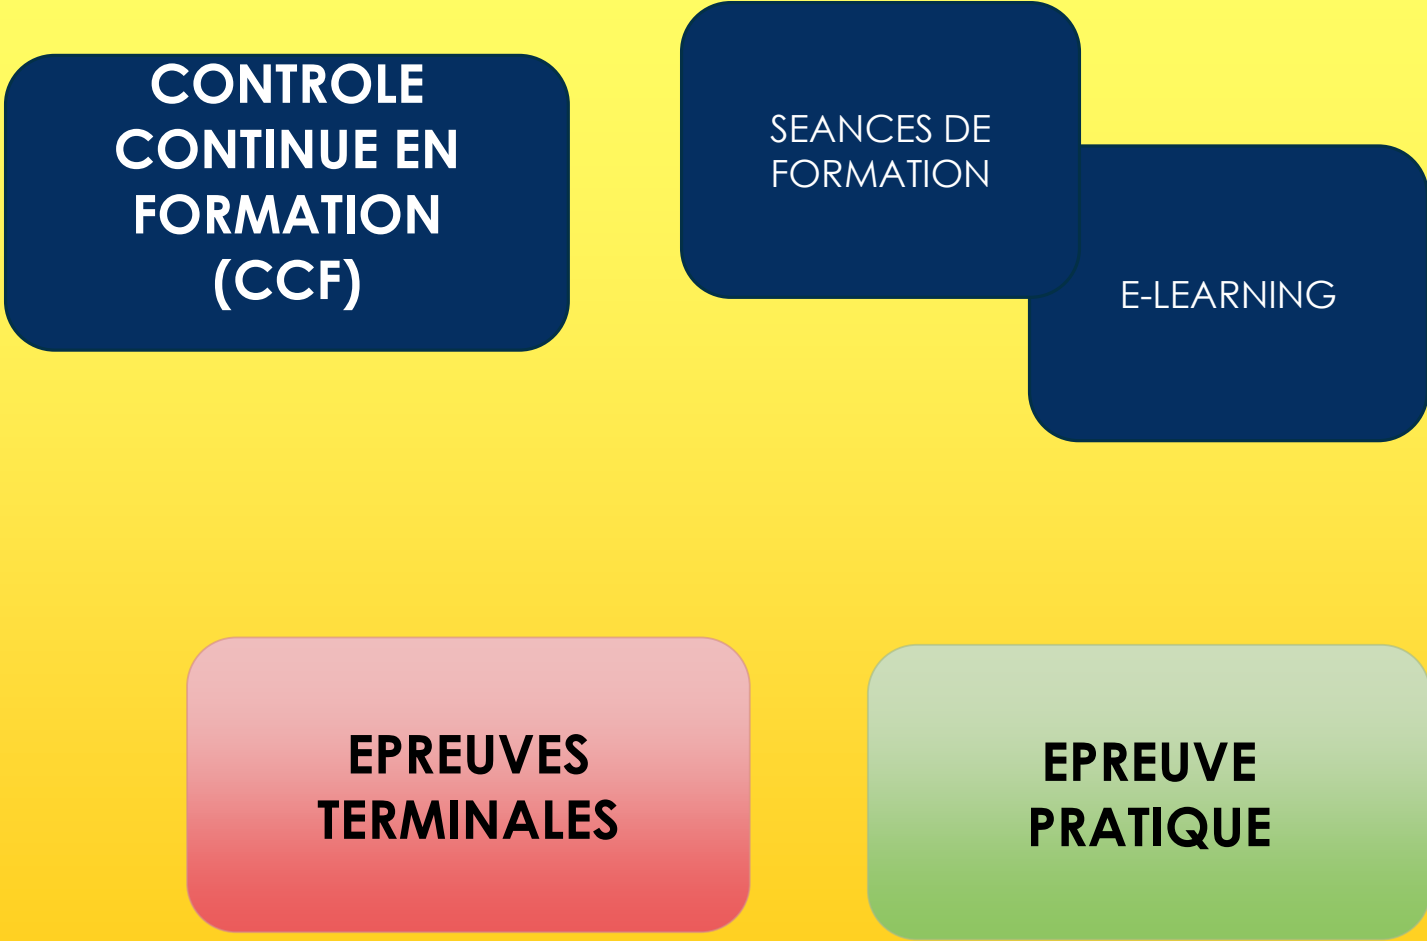 CONTROLE
CONTINUE EN
FORMATION
(CCF)
SEANCES DE
FORMATION
E-LEARNING
EPREUVES
TERMINALES
EPREUVE
PRATIQUE